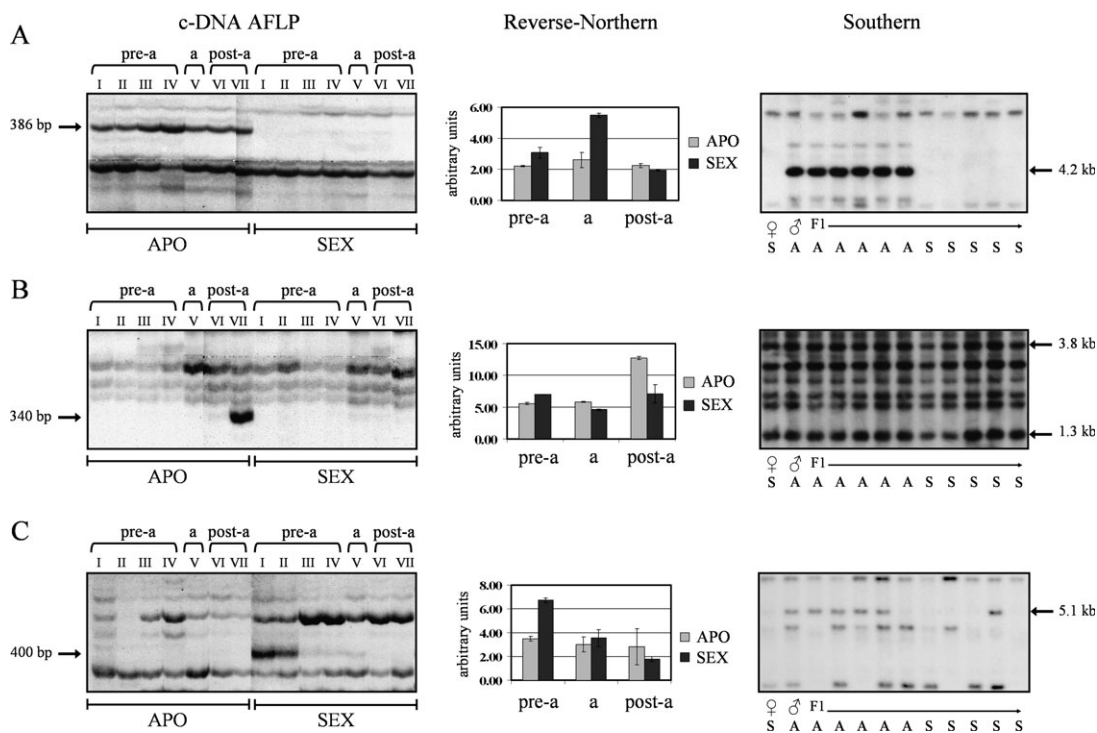 c-DNA AFLP Reverse-Northern Southern
A
pre-a a post-a pre-a a post-a
I II III IV V VI VII I II III IV V VI VII
386 bp
APO SEX
arbitrary units
6.00
4.00
2.00
0.00
pre-a a post-a
APO
SEX
4.2 kb
♀ ♂ F1
S A A A A A A S S S S S
B
pre-a a post-a pre-a a post-a
I II III IV V VI VII I II III IV V VI VII
340 bp
APO SEX
arbitrary units
15.00
10.00
5.00
0.00
pre-a a post-a
APO
SEX
3.8 kb
1.3 kb
♀ ♂ F1
S A A A A A A S S S S S
C
pre-a a post-a pre-a a post-a
I II III IV V VI VII I II III IV V VI VII
400 bp
APO SEX
arbitrary units
8.00
6.00
4.00
2.00
0.00
pre-a a post-a
APO
SEX
5.1 kb
♀ ♂ F1
S A A A A A A S S S S S